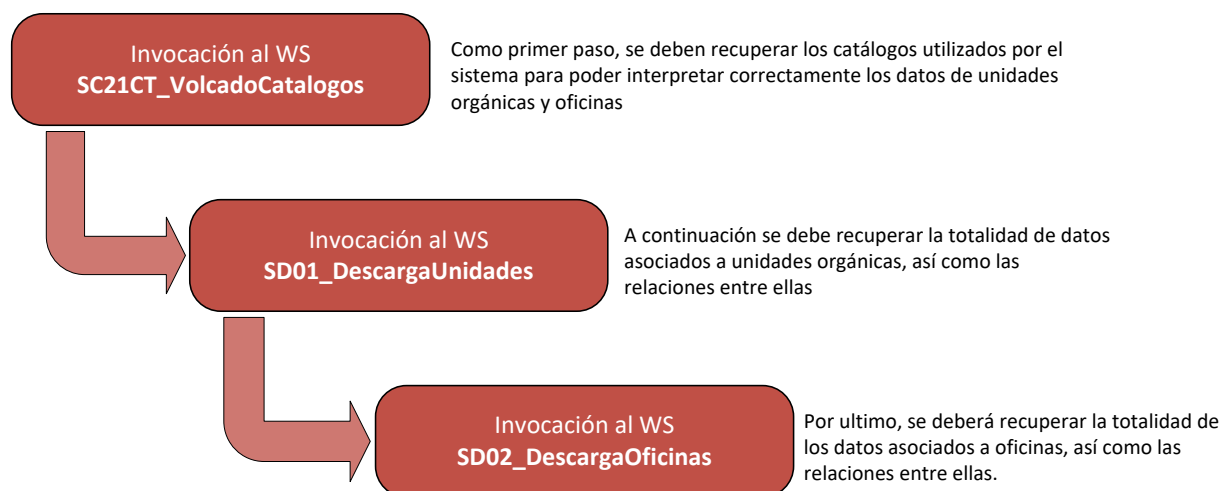 Invocación al WS
SC21CT_VolcadoCatalogos
Como primer paso, se deben recuperar los catálogos utilizados por el
sistema para poder interpretar correctamente los datos de unidades
orgánicas y oficinas
Invocación al WS
SD01_DescargaUnidades
A continuación se debe recuperar la totalidad de datos
asociados a unidades orgánicas, así como las
relaciones entre ellas
Invocación al WS
SD02_DescargaOficinas
Por ultimo, se deberá recuperar la totalidad de
los datos asociados a oficinas, así como las
relaciones entre ellas.